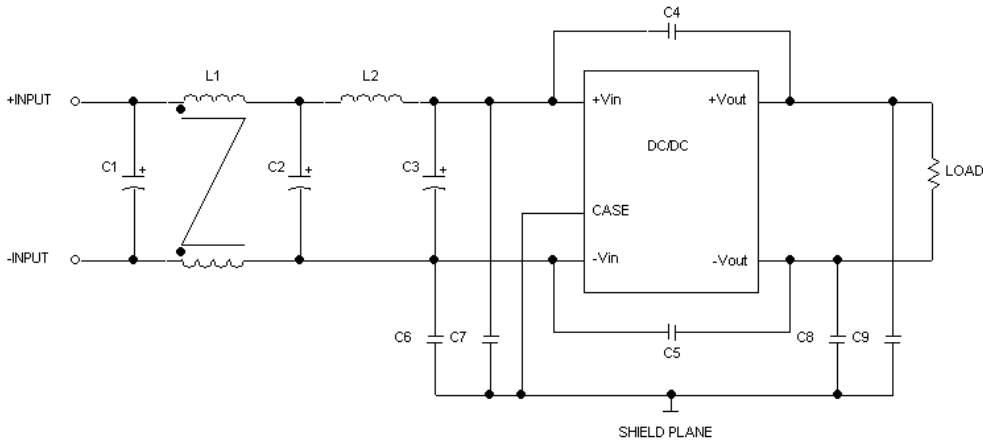 C4
L1
L2
+INPUT
+Vin
+Vout
DC/DC
C1
+
C2
+
C3
+
LOAD
CASE
-INPUT
-Vin
-Vout
C6
C7
C5
C8
C9
SHIELD PLANE